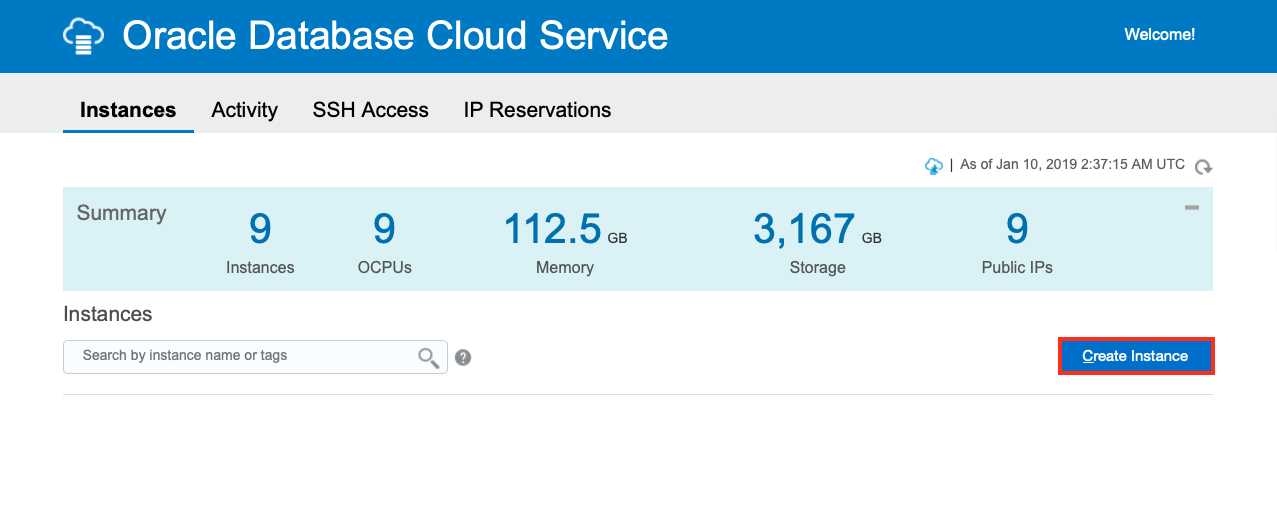 Oracle Database Cloud Service
Welcome!
Instances Activity SSH Access IP Reservations
| As of Jan 10, 2019 2:37:15 AM UTC
Summary
9 9 112.5 GB 3,167 GB 9
Instances OCPUs Memory Storage Public IPs
Instances
Search by instance name or tags ? Create Instance